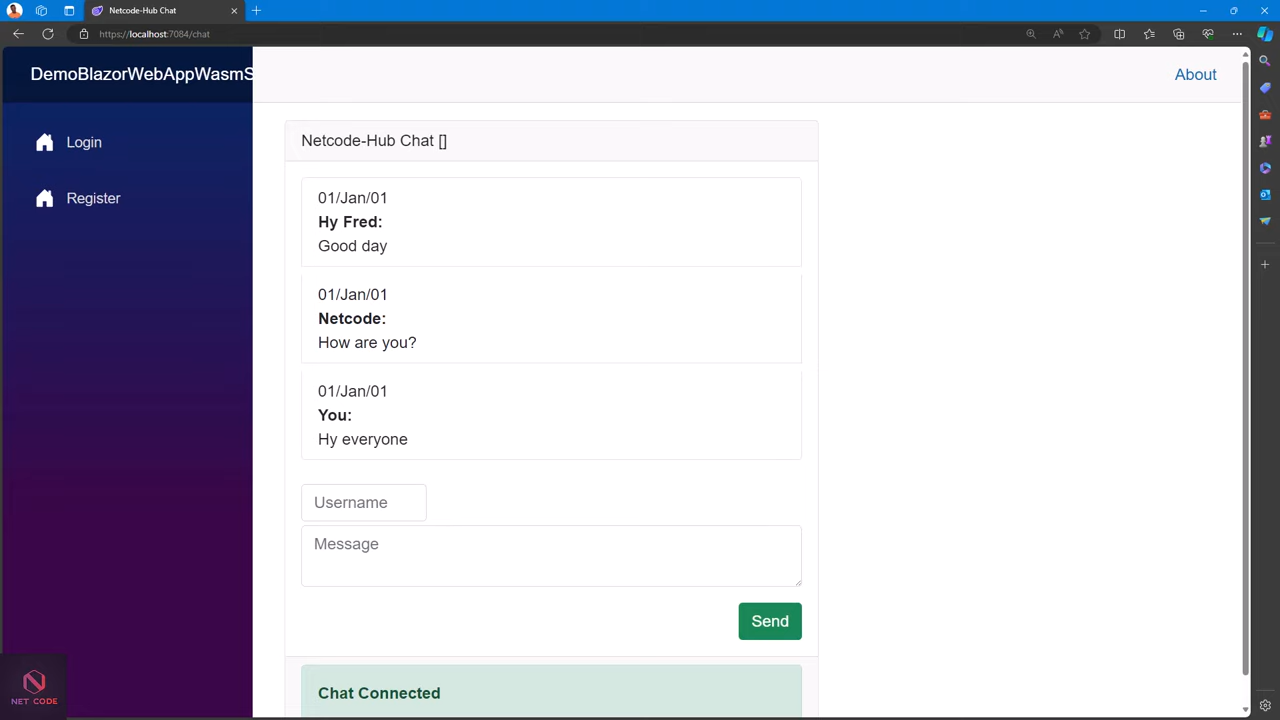 Netcode-Hub Chat
https://localhost:7084/chat
DemoBlazorWebAppWasmS
About
Login
Register
Netcode-Hub Chat []
01/Jan/01
Hy Fred:
Good day
01/Jan/01
Netcode:
How are you?
01/Jan/01
You:
Hy everyone
Username
Message
Send
Chat Connected
NET CODE